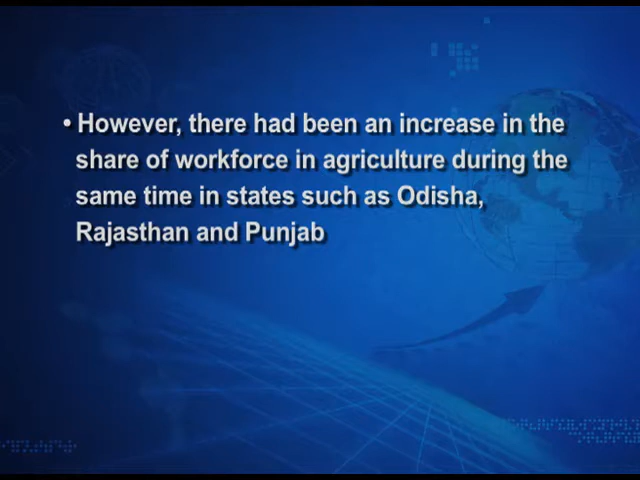 • However, there had been an increase in the
share of workforce in agriculture during the
same time in states such as Odisha,
Rajasthan and Punjab